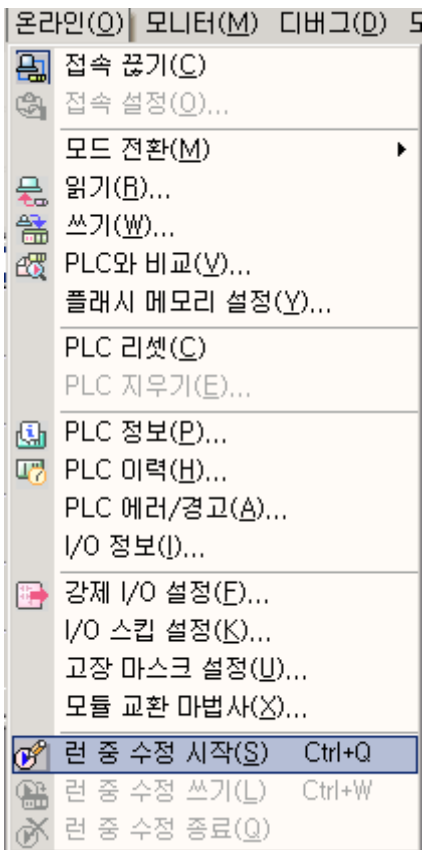 온라인(O) 모니터(M) 디버그(D)
접속 끊기(C)
접속 설정(O)...
모드 전환(M)
읽기(R)...
쓰기(W)...
PLC와 비교(V)...
플래시 메모리 설정(Y)...
PLC 리셋(C)
PLC 지우기(E)...
PLC 정보(P)...
PLC 이력(H)...
PLC 에러/경고(A)...
I/O 정보(I)...
강제 I/O 설정(F)...
I/O 스킵 설정(K)...
고장 마스크 설정(U)...
모듈 교환 마법사(X)...
런 중 수정 시작(S) Ctrl+Q
런 중 수정 쓰기(L) Ctrl+W
런 중 수정 종료(Q)